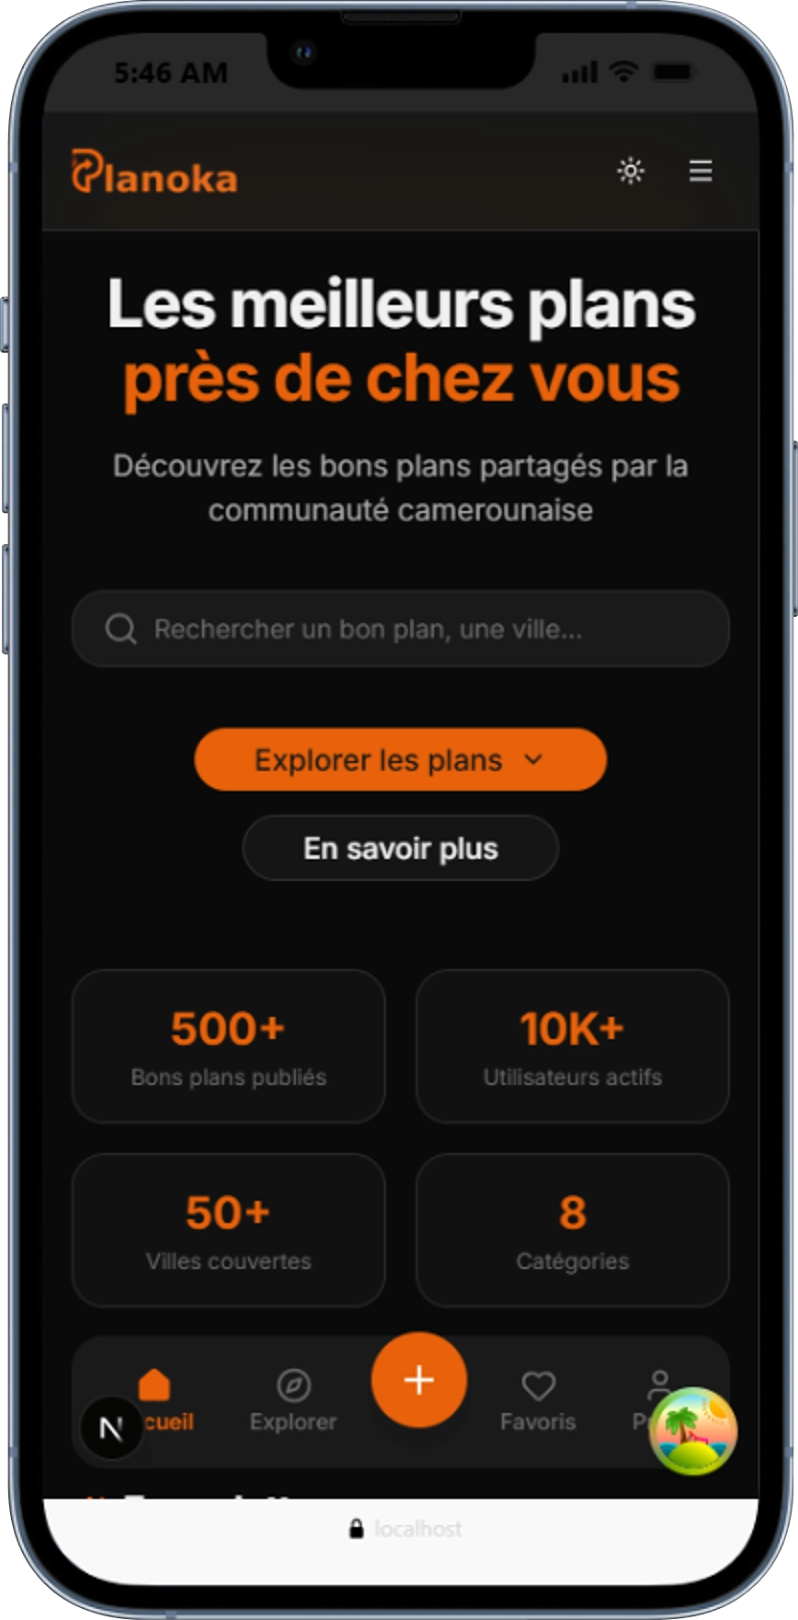 5:46 AM
Planoka
Les meilleurs plans
près de chez vous
Découvrez les bons plans partagés par la
communauté camerounaise
Rechercher un bon plan, une ville...
Explorer les plans
En savoir plus
500+
Bons plans publiés
10K+
Utilisateurs actifs
50+
Villes couvertes
8
Catégories
N
cueil
Explorer
+
Favoris
P
localhost